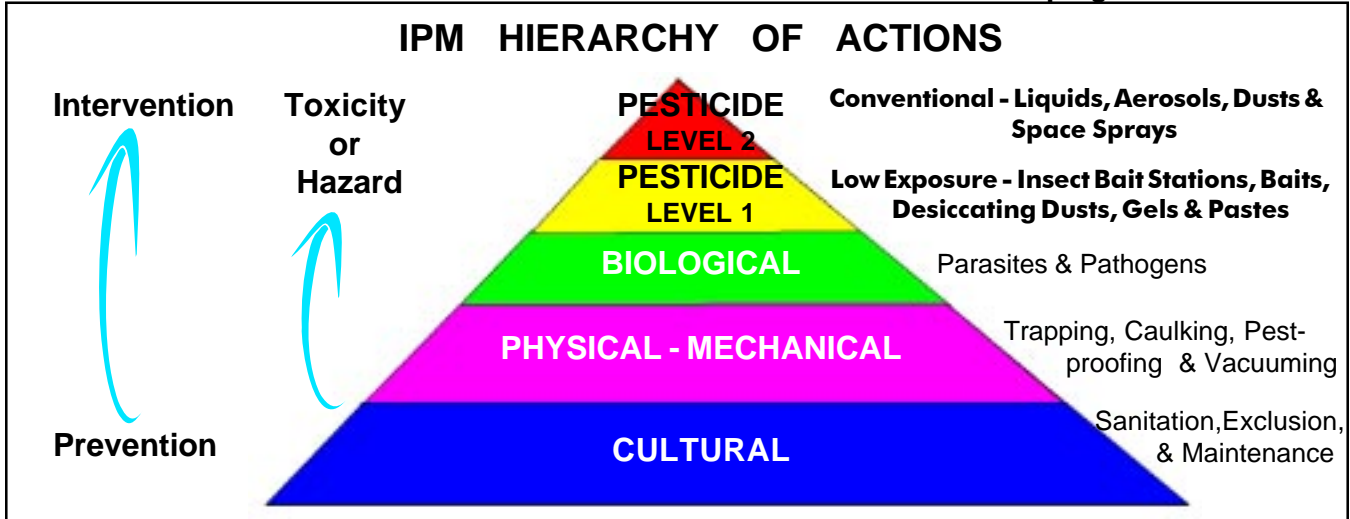 IPM HIERARCHY OF ACTIONS
Intervention
Toxicity
or
Hazard
Prevention
PESTICIDE
LEVEL 2
Conventional - Liquids, Aerosols, Dusts &
Space Sprays
PESTICIDE
LEVEL 1
Low Exposure - Insect Bait Stations, Baits,
Desiccating Dusts, Gels & Pastes
BIOLOGICAL
Parasites & Pathogens
PHYSICAL - MECHANICAL
Trapping, Caulking, Pest-
proofing & Vacuuming
CULTURAL
Sanitation,Exclusion,
& Maintenance